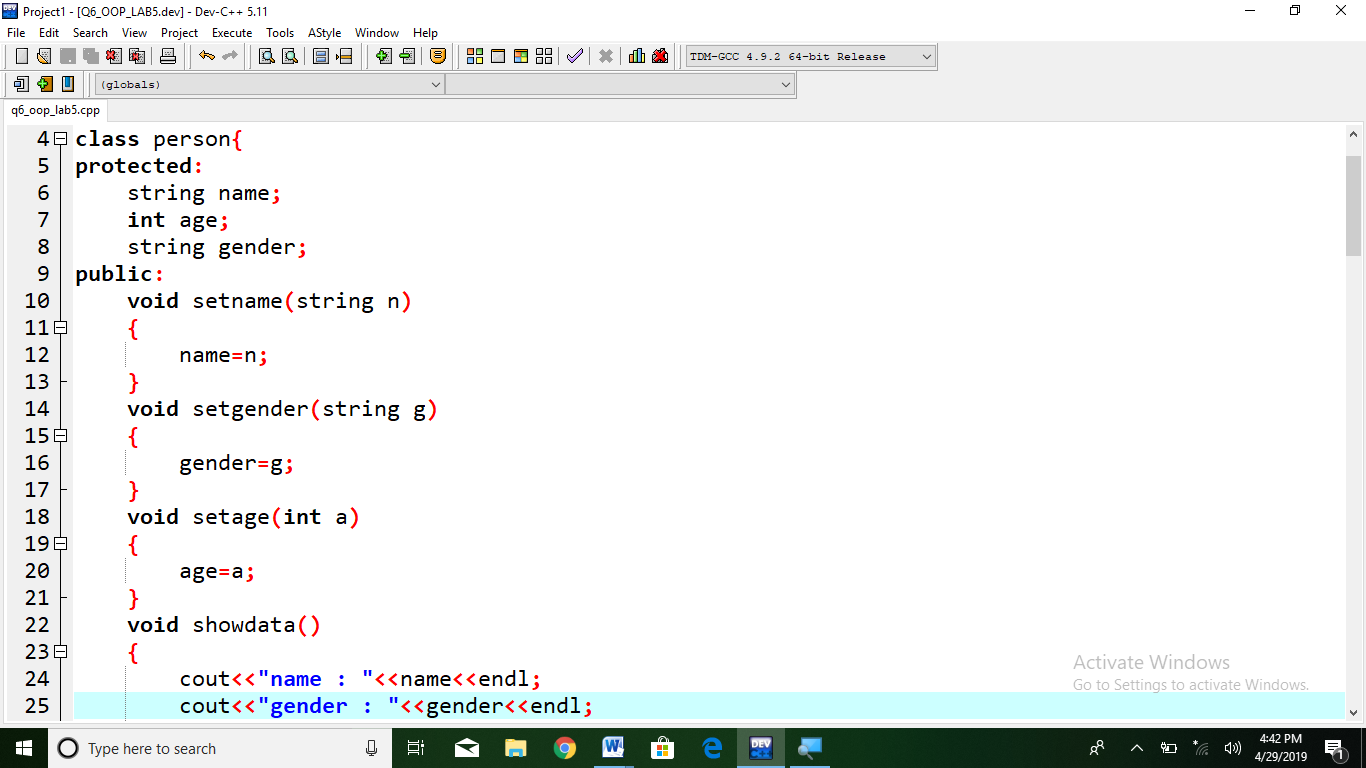 Project1 - [Q6_OOP_LAB5.dev] - Dev-C++ 5.11
File Edit Search View Project Execute Tools AStyle Window Help
TDM-GCC 4.9.2 64-bit Release
(globals)
q6_oop_lab5.cpp
4 class person{
5 protected:
6     string name;
7     int age;
8     string gender;
9 public:
10     void setname(string n)
11     {
12         name=n;
13     }
14     void setgender(string g)
15     {
16         gender=g;
17     }
18     void setage(int a)
19     {
20         age=a;
21     }
22     void showdata()
23     {
24         cout<<"name : "<<name<<endl;
25         cout<<"gender : "<<gender<<endl;
Activate Windows
Go to Settings to activate Windows.
Type here to search
W
DEV
4:42 PM
4/29/2019
1